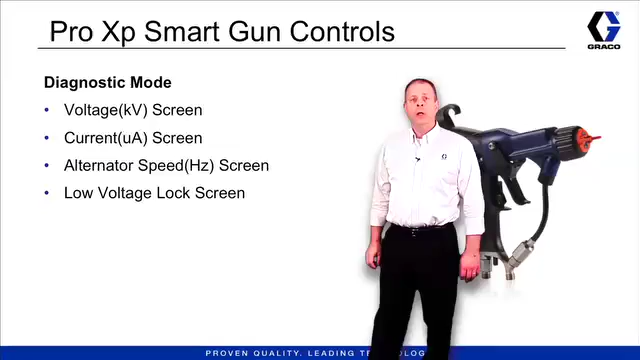 Pro Xp Smart Gun Controls
GRACO
Diagnostic Mode
• Voltage(kV) Screen
• Current(uA) Screen
• Alternator Speed(Hz) Screen
• Low Voltage Lock Screen
PROVEN QUALITY. LEADING TECHNOLOG